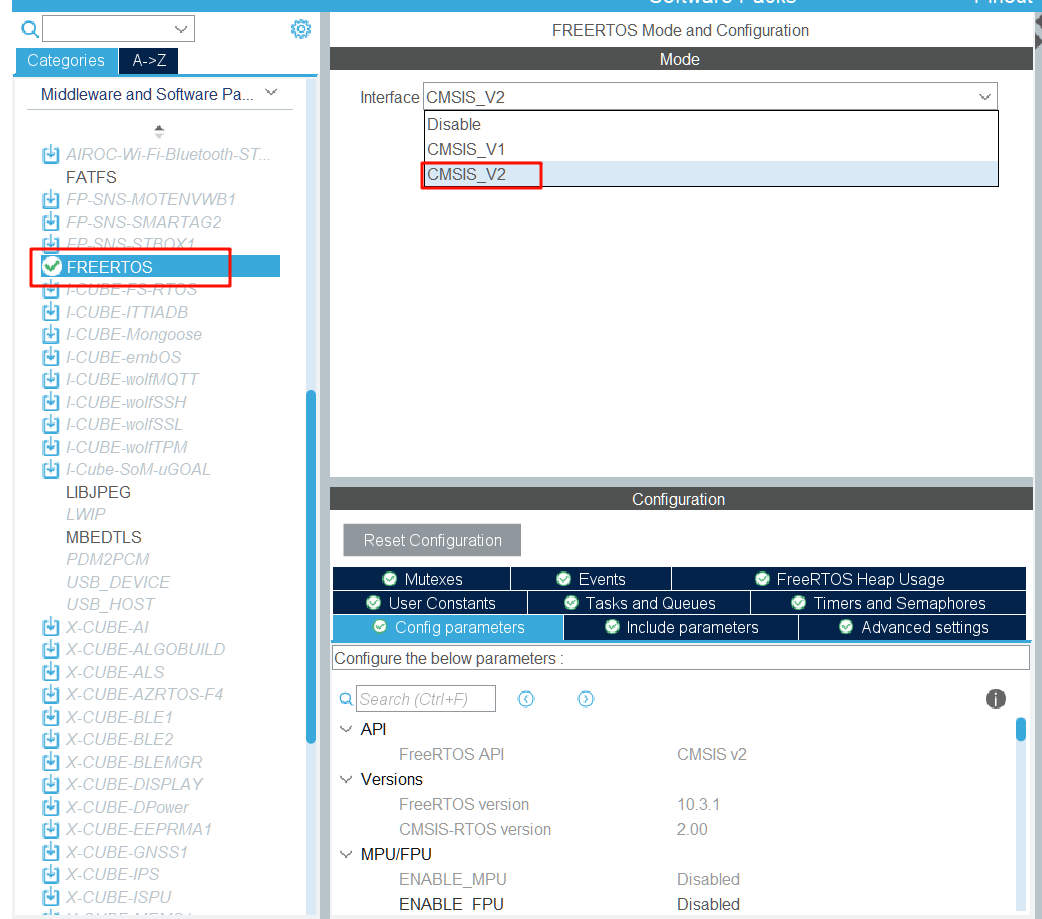 Software Packs
Pinout
Categories
A->Z
Middleware and Software Pa...
AIROC-Wi-Fi-Bluetooth-ST...
FATFS
FP-SNS-MOTENVWB1
FP-SNS-SMARTAG2
FP-SNS-STBOX1
FREERTOS
I-CUBE-FS-RTOS
I-CUBE-ITTIADB
I-CUBE-Mongoose
I-CUBE-embOS
I-CUBE-wolfMQTT
I-CUBE-wolfSSH
I-CUBE-wolfSSL
I-CUBE-wolfTPM
I-Cube-SoM-uGOAL
LIBJPEG
LWIP
MBEDTLS
PDM2PCM
USB_DEVICE
USB_HOST
X-CUBE-AI
X-CUBE-ALGOBUILD
X-CUBE-ALS
X-CUBE-AZRTOS-F4
X-CUBE-BLE1
X-CUBE-BLE2
X-CUBE-BLEMGR
X-CUBE-DISPLAY
X-CUBE-DPower
X-CUBE-EEPRMA1
X-CUBE-GNSS1
X-CUBE-IPS
X-CUBE-ISPU
FREERTOS Mode and Configuration
Mode
Interface CMSIS_V2
Disable
CMSIS_V1
CMSIS_V2
Configuration
Reset Configuration
Mutexes
Events
FreeRTOS Heap Usage
User Constants
Tasks and Queues
Timers and Semaphores
Config parameters
Include parameters
Advanced settings
Configure the below parameters :
Search (Ctrl+F)
API
FreeRTOS API CMSIS v2
Versions
FreeRTOS version 10.3.1
CMSIS-RTOS version 2.00
MPU/FPU
ENABLE_MPU Disabled
ENABLE_FPU Disabled